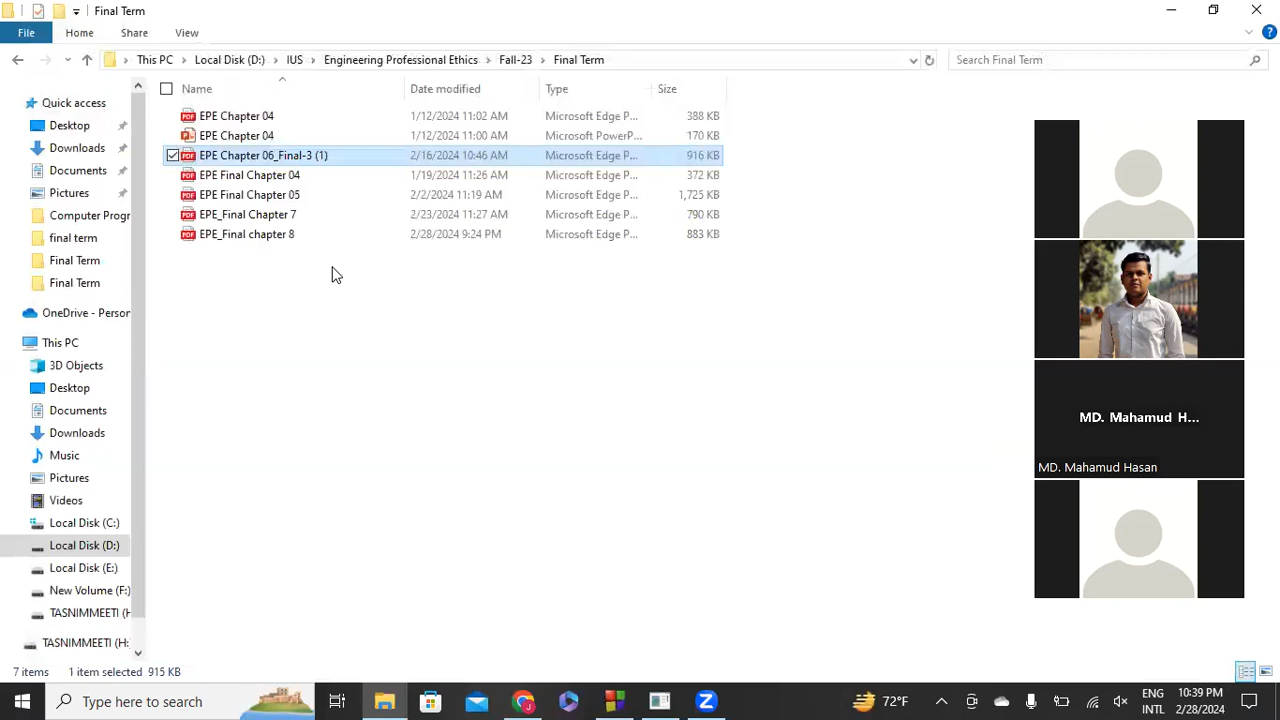 Final Term
File Home Share View
This PC Local Disk (D:) IUS Engineering Professional Ethics Fall-23 Final Term Search Final Term
Name Date modified Type Size
EPE Chapter 04 1/12/2024 11:02 AM Microsoft Edge P... 388 KB
EPE Chapter 04 1/12/2024 11:00 AM Microsoft PowerP... 170 KB
EPE Chapter 06_Final-3 (1) 2/16/2024 10:46 AM Microsoft Edge P... 916 KB
EPE Final Chapter 04 1/19/2024 11:26 AM Microsoft Edge P... 372 KB
EPE Final Chapter 05 2/2/2024 11:19 AM Microsoft Edge P... 1,725 KB
EPE_Final Chapter 7 2/23/2024 11:27 AM Microsoft Edge P... 790 KB
EPE_Final chapter 8 2/28/2024 9:24 PM Microsoft Edge P... 883 KB
Quick access
Desktop
Downloads
Documents
Pictures
Computer Progr
final term
Final Term
Final Term
OneDrive - Person
This PC
3D Objects
Desktop
Documents
Downloads
Music
Pictures
Videos
Local Disk (C:)
Local Disk (D:)
Local Disk (E:)
New Volume (F:)
TASNIMMEETI (H
TASNIMMEETI (H:
MD. Mahamud H...
MD. Mahamud Hasan
7 items 1 item selected 915 KB
Type here to search
72°F
ENG
INTL
10:39 PM
2/28/2024